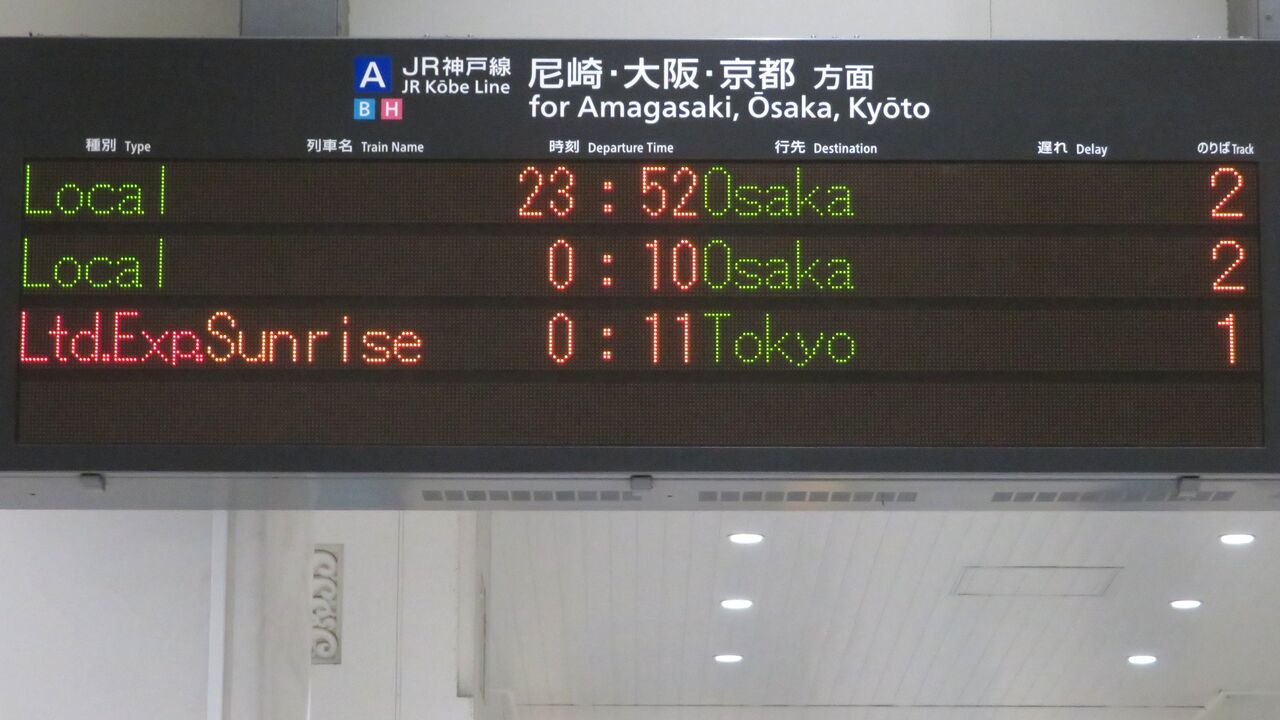 A JR神戸線 尼崎・大阪・京都 方面
JR Kōbe Line
B H for Amagasaki, Ōsaka, Kyōto
種別 Type 列車名 Train Name 時刻 Departure Time 行先 Destination 遅れ Delay のりば Track
Local 23:52 Osaka 2
Local 0:10 Osaka 2
Ltd.Exp. Sunrise 0:11 Tokyo 1